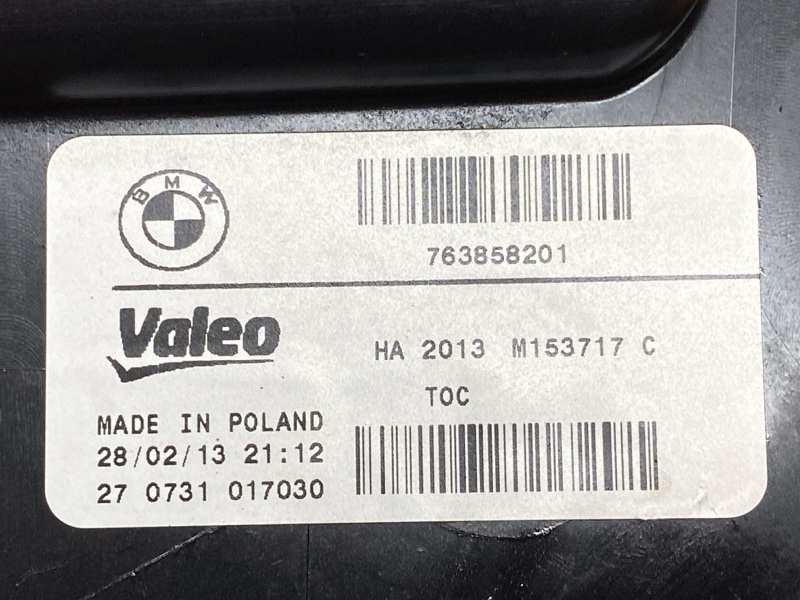 BMW
763858201
Valeo
HA 2013 M153717 C
TOC
MADE IN POLAND
28/02/13 21:12
27 0731 017030